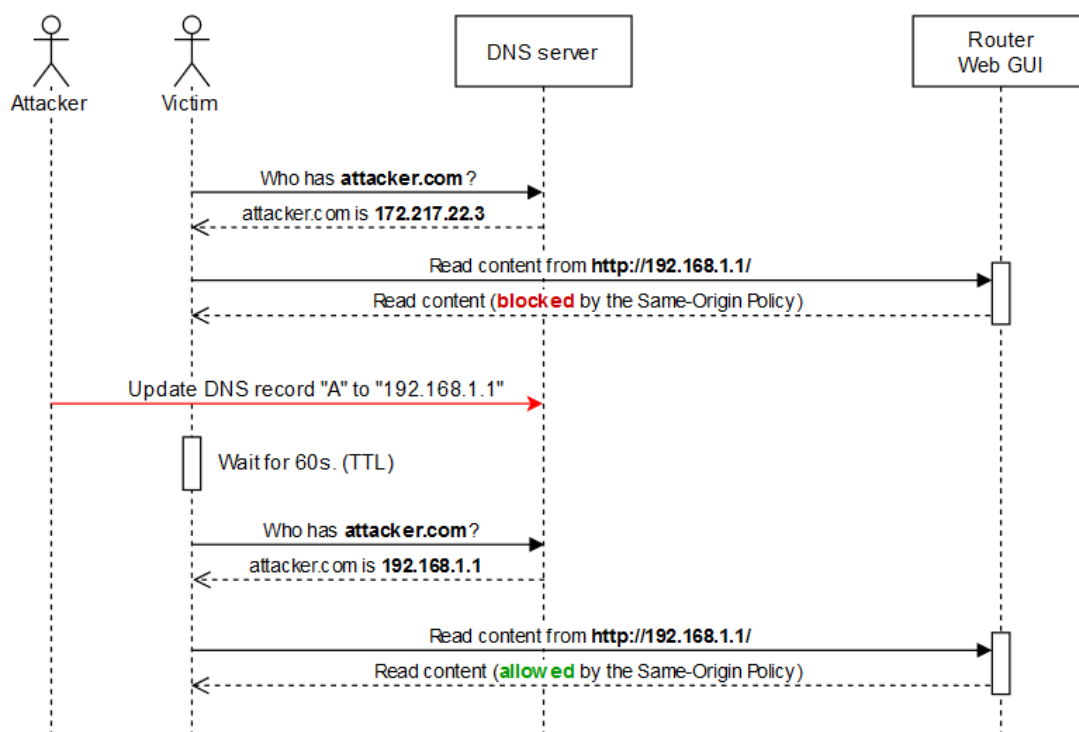 Attacker
Victim
DNS server
Router
Web GUI
Who has attacker.com?
attacker.com is 172.217.22.3
Read content from http://192.168.1.1/
Read content (blocked by the Same-Origin Policy)
Update DNS record "A" to "192.168.1.1"
Wait for 60s. (TTL)
Who has attacker.com?
attacker.com is 192.168.1.1
Read content from http://192.168.1.1/
Read content (allowed by the Same-Origin Policy)